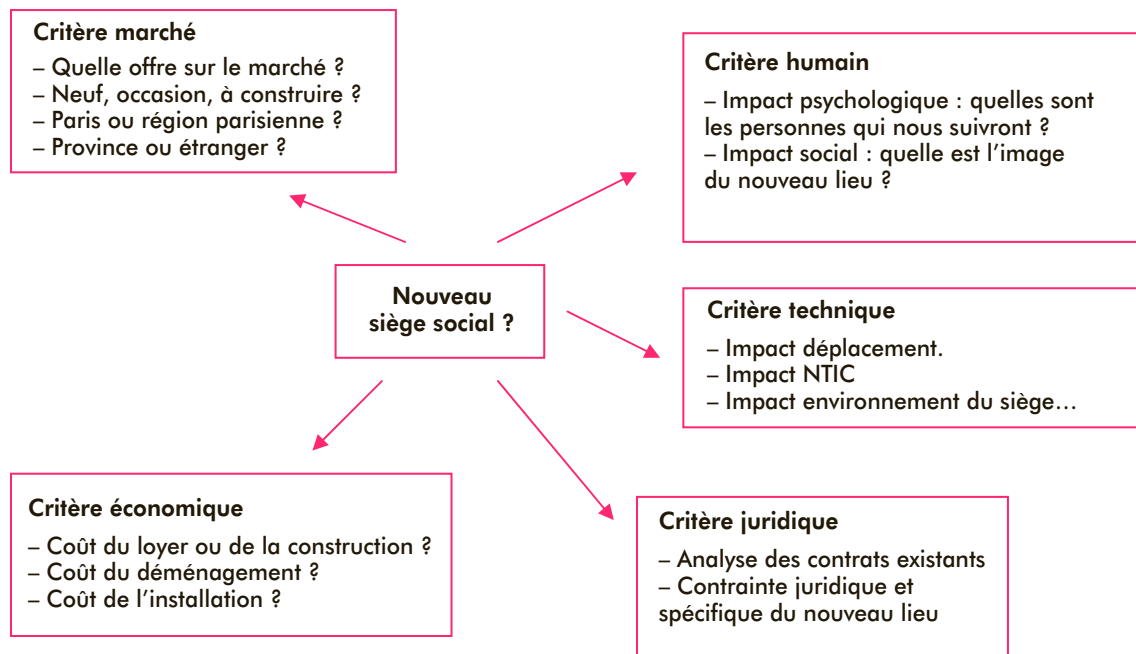 Critère marché
– Quelle offre sur le marché ?
– Neuf, occasion, à construire ?
– Paris ou région parisienne ?
– Province ou étranger ?
Critère humain
– Impact psychologique : quelles sont
les personnes qui nous suivront ?
– Impact social : quelle est l’image
du nouveau lieu ?
Nouveau
siège social ?
Critère technique
– Impact déplacement.
– Impact NTIC
– Impact environnement du siège…
Critère économique
– Coût du loyer ou de la construction ?
– Coût du déménagement ?
– Coût de l’installation ?
Critère juridique
– Analyse des contrats existants
– Contrainte juridique et
spécifique du nouveau lieu